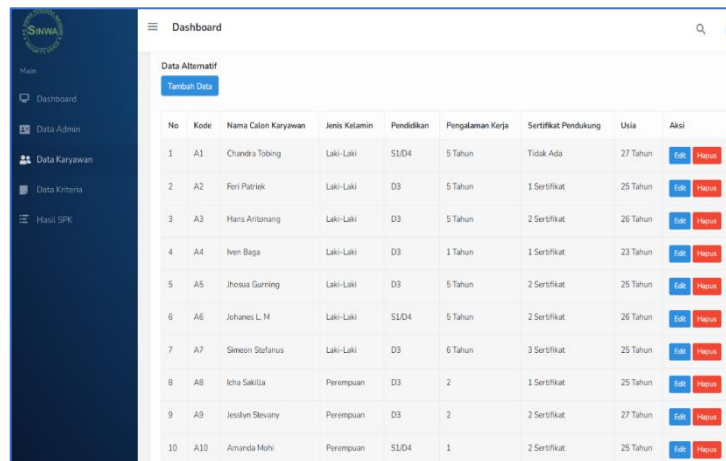 SINWA
Main
Dashboard
Data Admin
Data Karyawan
Data Kriteria
Hasil SPK
Dashboard
Data Alternatif
Tambah Data
No Kode Nama Calon Karyawan Jenis Kelamin Pendidikan Pengalaman Kerja Sertifikat Pendukung Usia Aksi
1 A1 Chandra Tobing Laki-Laki S1/D4 5 Tahun Tidak Ada 27 Tahun Edit Hapus
2 A2 Feri Patriek Laki-Laki D3 5 Tahun 1 Sertifikat 25 Tahun Edit Hapus
3 A3 Hans Aritonang Laki-Laki D3 5 Tahun 2 Sertifikat 26 Tahun Edit Hapus
4 A4 Iven Baga Laki-Laki D3 1 Tahun 1 Sertifikat 23 Tahun Edit Hapus
5 A5 Jhosua Gurning Laki-Laki D3 5 Tahun 2 Sertifikat 25 Tahun Edit Hapus
6 A6 Johanes L. M Laki-Laki S1/D4 5 Tahun 2 Sertifikat 26 Tahun Edit Hapus
7 A7 Simeon Stefanus Laki-Laki D3 6 Tahun 3 Sertifikat 25 Tahun Edit Hapus
8 A8 Icha Sakilla Perempuan D3 2 1 Sertifikat 25 Tahun Edit Hapus
9 A9 Jesslyn Stevany Perempuan D3 2 2 Sertifikat 27 Tahun Edit Hapus
10 A10 Amanda Mohi Perempuan S1/D4 1 2 Sertifikat 25 Tahun Edit Hapus